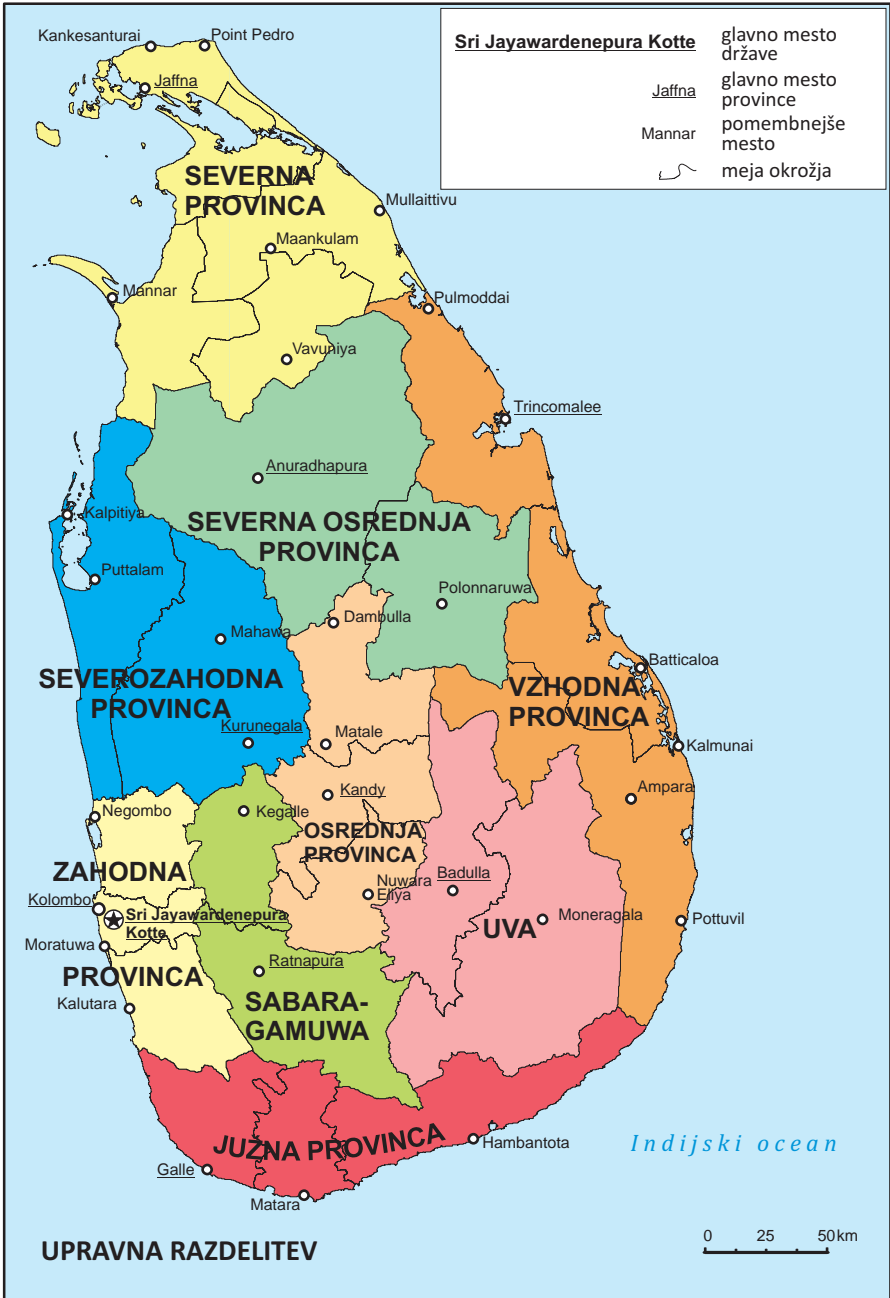 Sri Jayawardenepura Kotte
glavno mesto
države
Jaffna
glavno mesto
province
Mannar
pomembnejše
mesto
meja okrožja
Kankesanturai
Point Pedro
Jaffna
SEVERNA
PROVINCA
Mullaittivu
Maankulam
Mannar
Pulmoddai
Vavuniya
Trincomalee
Anuradhapura
Kalpitiya
SEVERNA OSREDNJA
PROVINCA
Puttalam
Polonnaruwa
Dambulla
Mahawa
Batticaloa
SEVEROZAHODNA
PROVINCA
VZHODNA
PROVINCA
Kurunegala
Matale
Kalmunai
Kandy
Ampara
Negombo
Kegalle
OSREDNJA
PROVINCA
ZAHODNA
Badulla
Nuwara
Eliya
Kolombo
Sri Jayawardenepura
Kotte
Moneragala
Pottuvil
UVA
Moratuwa
Ratnapura
PROVINCA
Kalutara
SABARA-
GAMUWA
JUŽNA PROVINCA
Hambantota
Indijski ocean
Galle
Matara
UPRAVNA RAZDELITEV
0 25 50 km